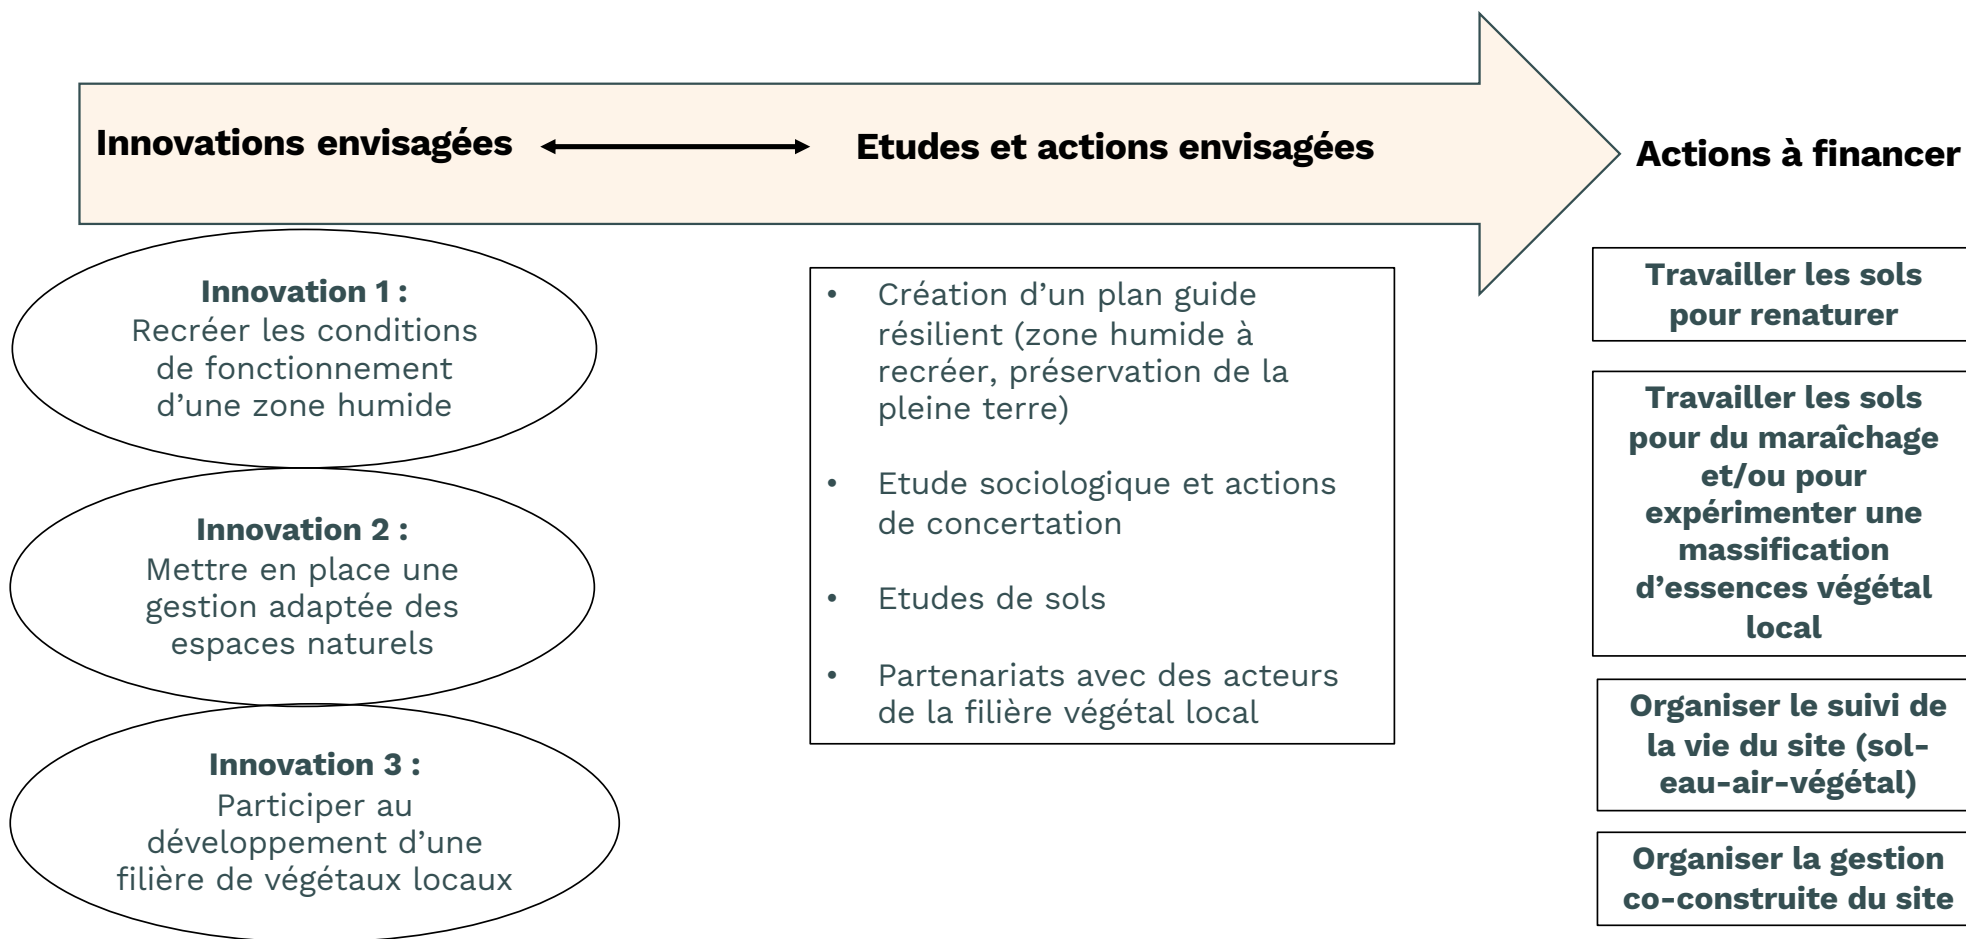 Innovations envisagées
Etudes et actions envisagées
Actions à financer
Innovation 1 :
Recréer les conditions
de fonctionnement
d’une zone humide
Innovation 2 :
Mettre en place une
gestion adaptée des
espaces naturels
Innovation 3 :
Participer au
développement d’une
filière de végétaux locaux
• Création d’un plan guide
résilient (zone humide à
recréer, préservation de la
pleine terre)
• Etude sociologique et actions
de concertation
• Etudes de sols
• Partenariats avec des acteurs
de la filière végétal local
Travailler les sols
pour renaturer
Travailler les sols
pour du maraîchage
et/ou pour
expérimenter une
massification
d’essences végétal
local
Organiser le suivi de
la vie du site (sol-
eau-air-végétal)
Organiser la gestion
co-construite du site